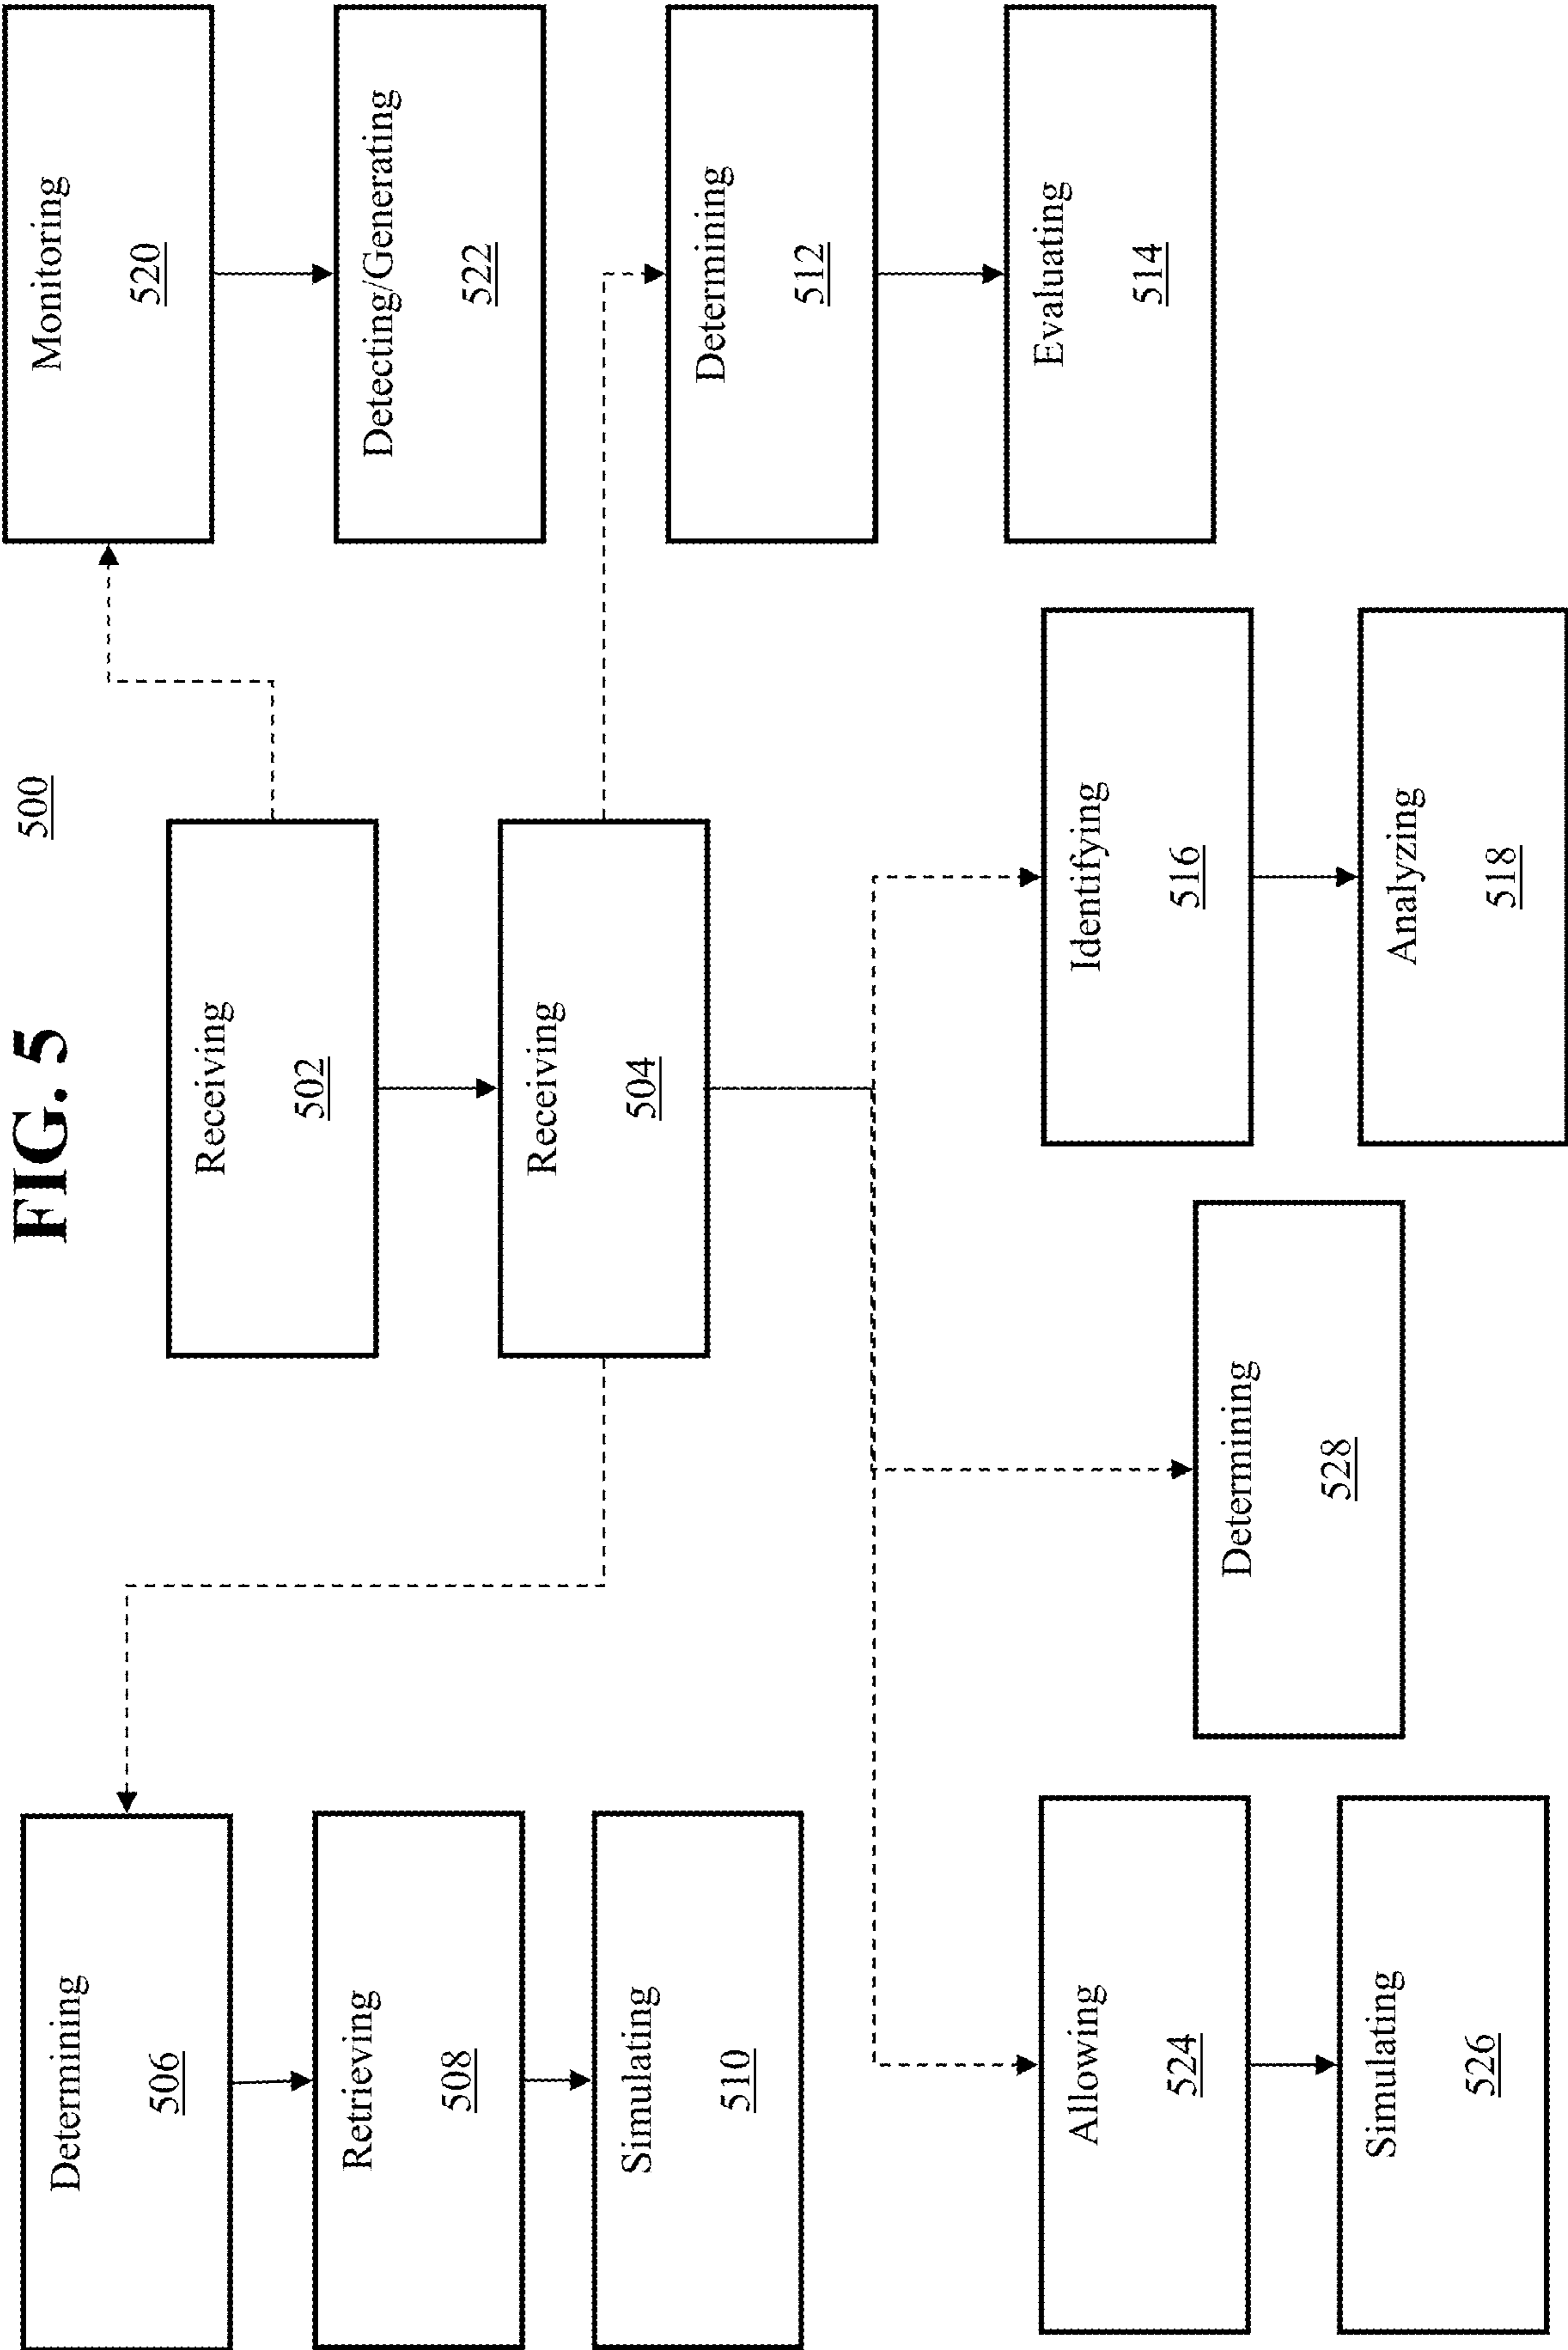 FIG. 5
500
Receiving
502
Receiving
504
Determining
506
Retrieving
508
Simulating
510
Monitoring
520
Detecting/Generating
522
Determining
512
Evaluating
514
Allowing
524
Simulating
526
Determining
528
Identifying
516
Analyzing
518